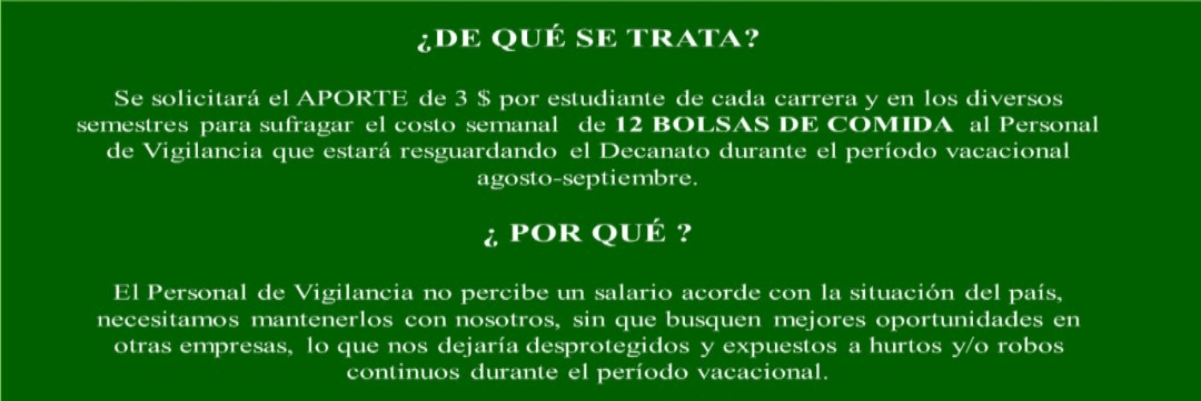 ¿DE QUÉ SE TRATA?
Se solicitará el APORTE de 3 $ por estudiante de cada carrera y en los diversos
semestres para sufragar el costo semanal de 12 BOLSAS DE COMIDA al Personal
de Vigilancia que estará resguardando el Decanato durante el período vacacional
agosto-septiembre.
¿ POR QUÉ ?
El Personal de Vigilancia no percibe un salario acorde con la situación del país,
necesitamos mantenerlos con nosotros, sin que busquen mejores oportunidades en
otras empresas, lo que nos dejaría desprotegidos y expuestos a hurtos y/o robos
continuos durante el período vacacional.